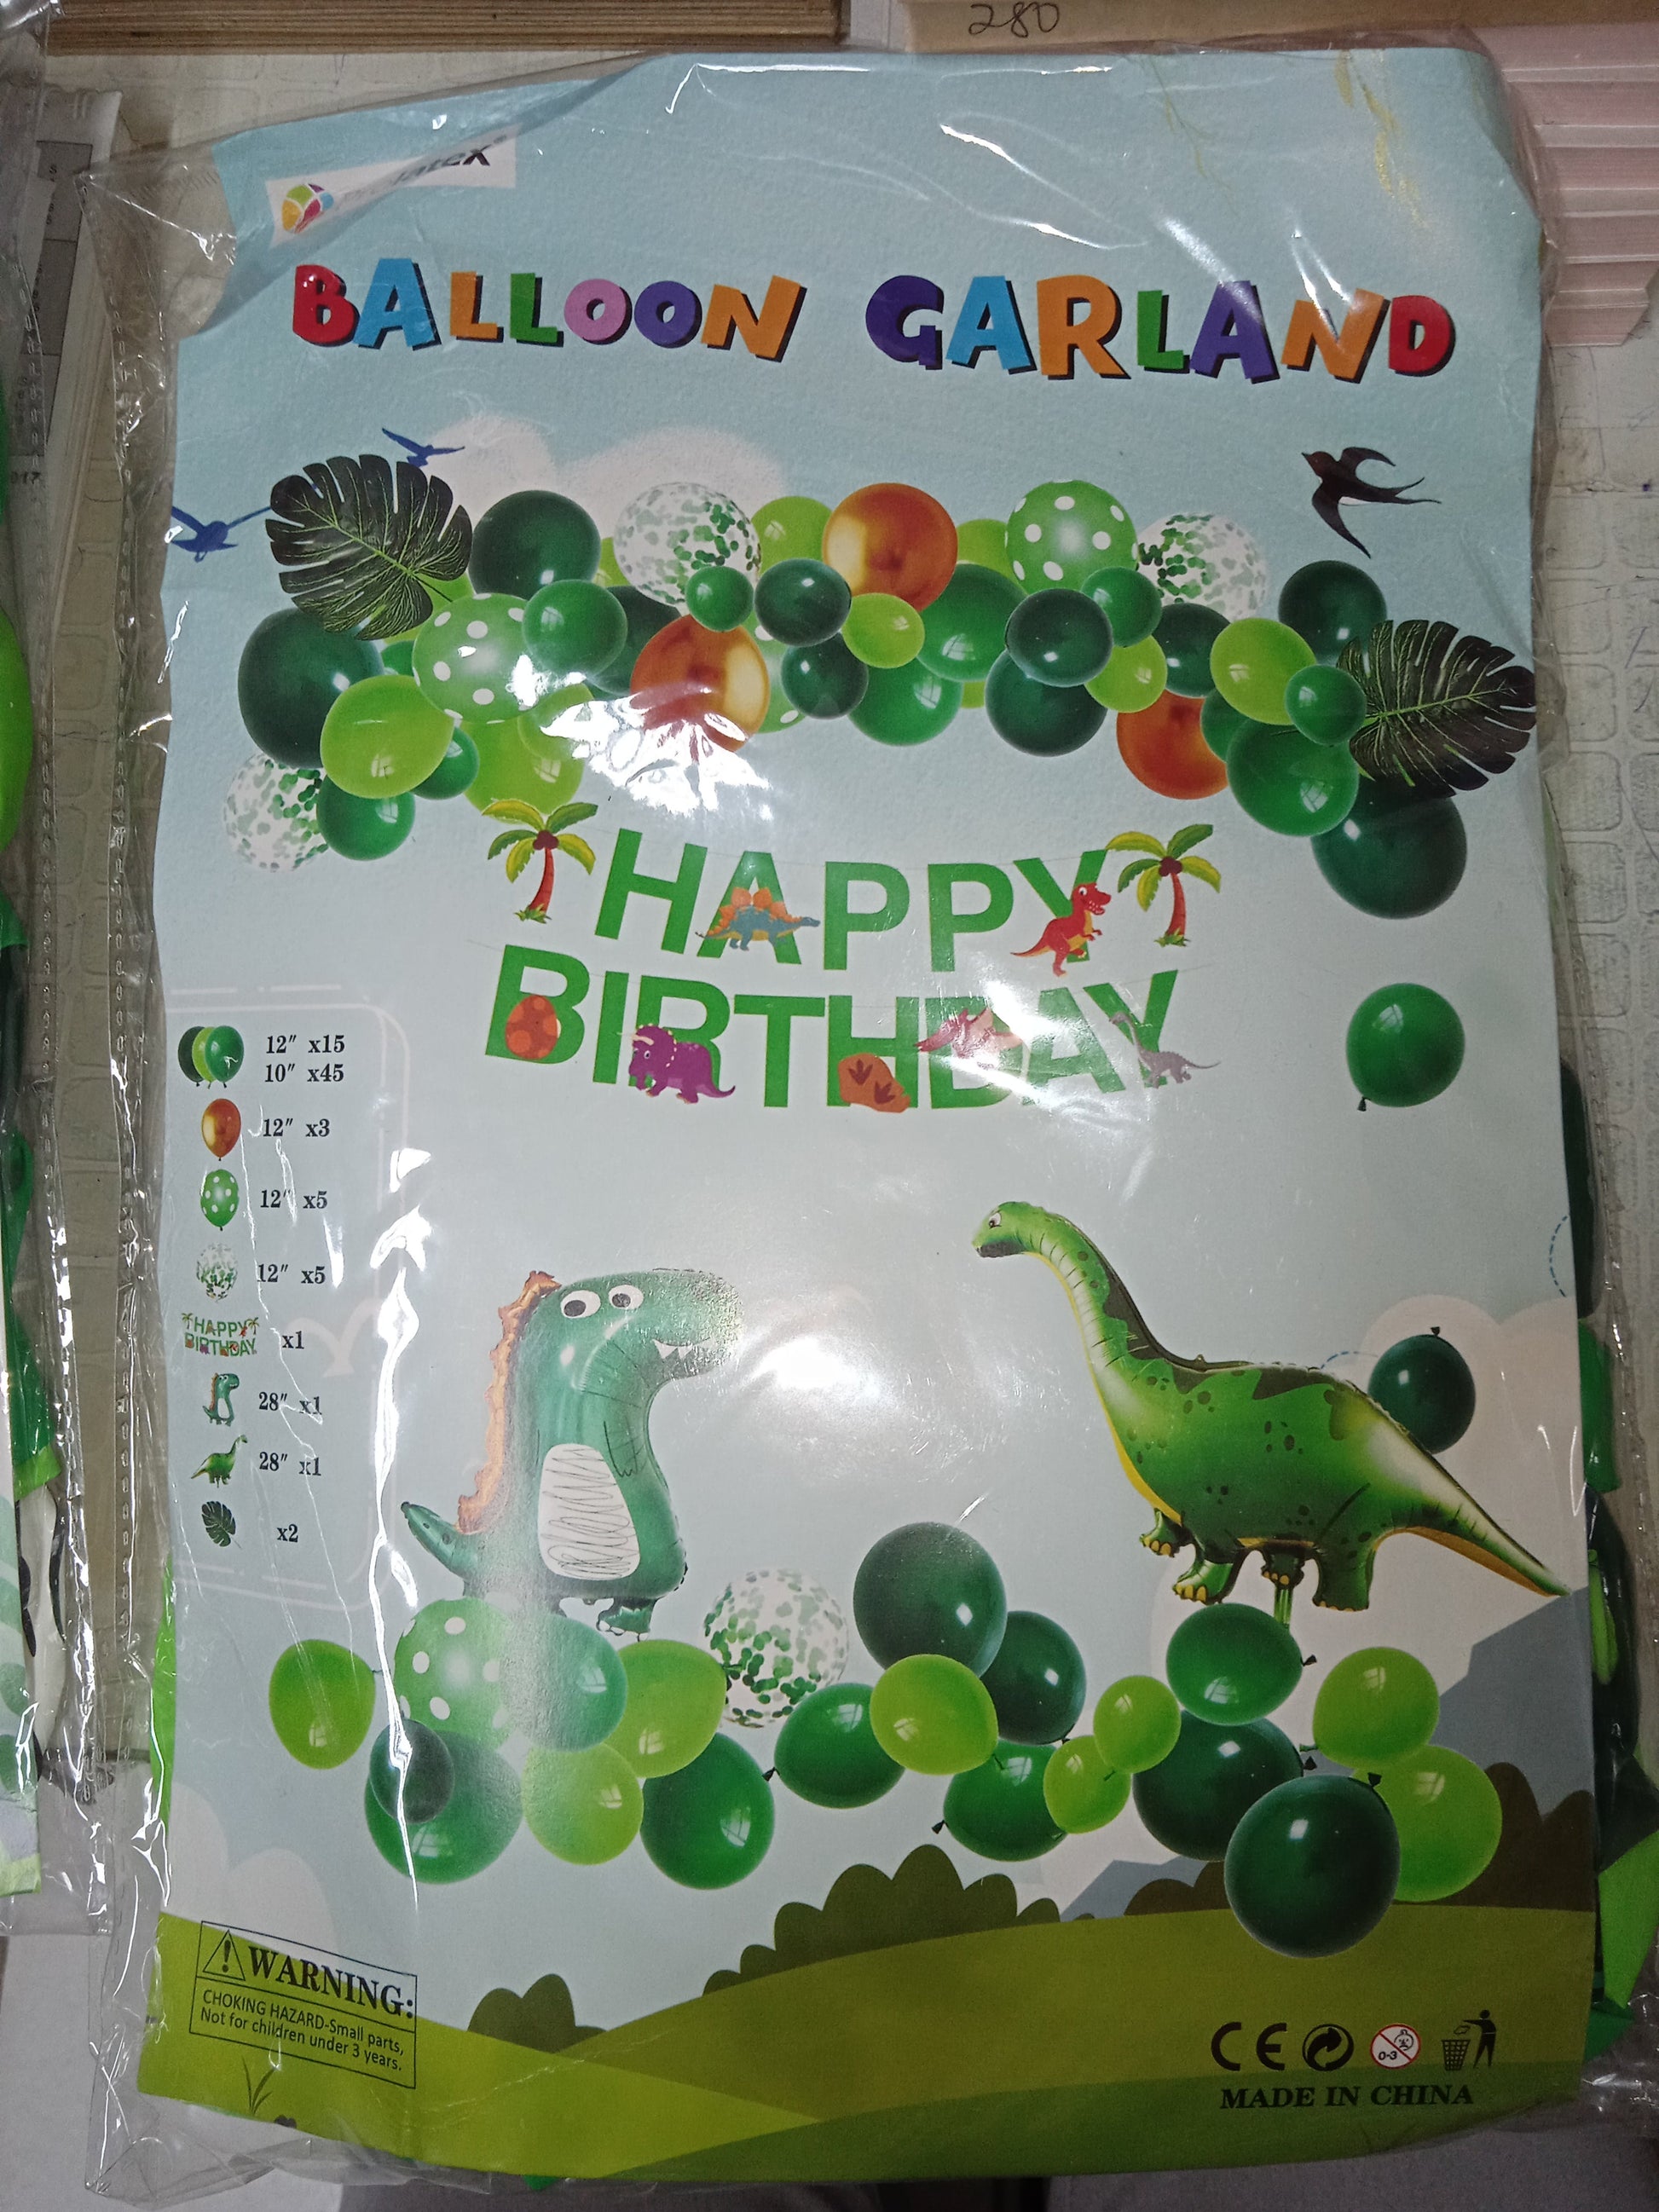 280
BALLOON GARLAND
HAPPY
BIRTHDAY
12" x15
10" x45
12" x3
12" x5
12" x5
HAPPY
BIRTHDAY
x1
28" x1
28" x1
x2
WARNING:
CHOKING HAZARD-Small parts,
Not for children under 3 years.
CE
0-3
MADE IN CHINA